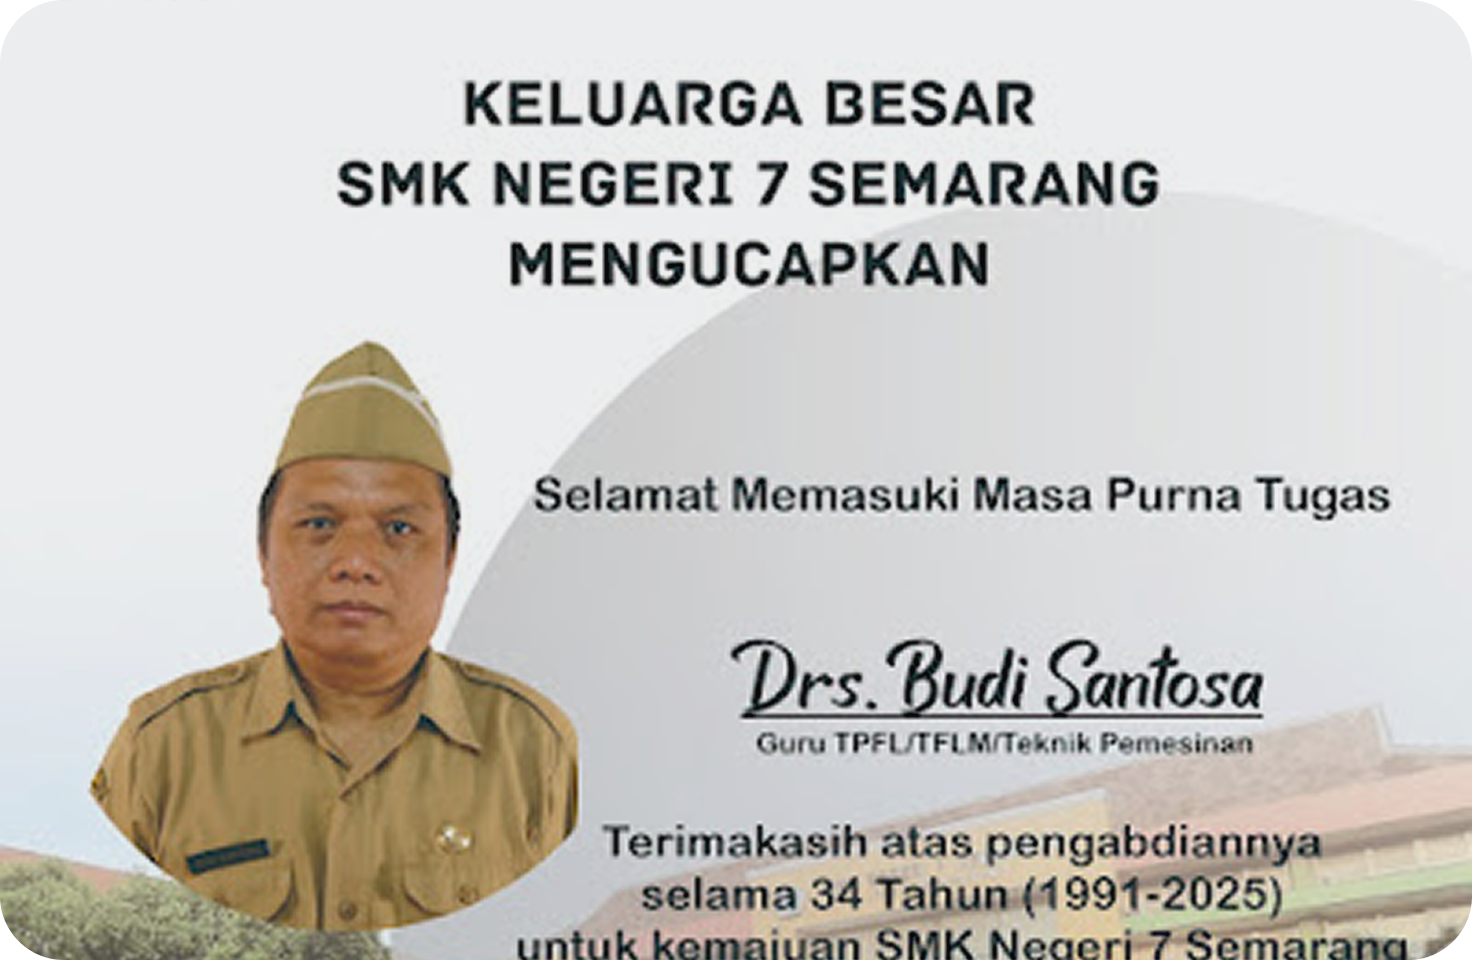 KELUARGA BESAR
SMK NEGERI 7 SEMARANG
MENGUCAPKAN
Selamat Memasuki Masa Purna Tugas
Drs. Budi Santosa
Guru TPFL/TFLM/Teknik Pemesinan
Terimakasih atas pengabdiannya
selama 34 Tahun (1991-2025)
untuk kemajuan SMK Negeri 7 Semarang